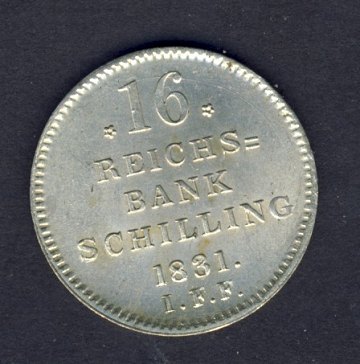 * 16 *
REICHS=
BANK
SCHILLING
1831.
I.F.F.